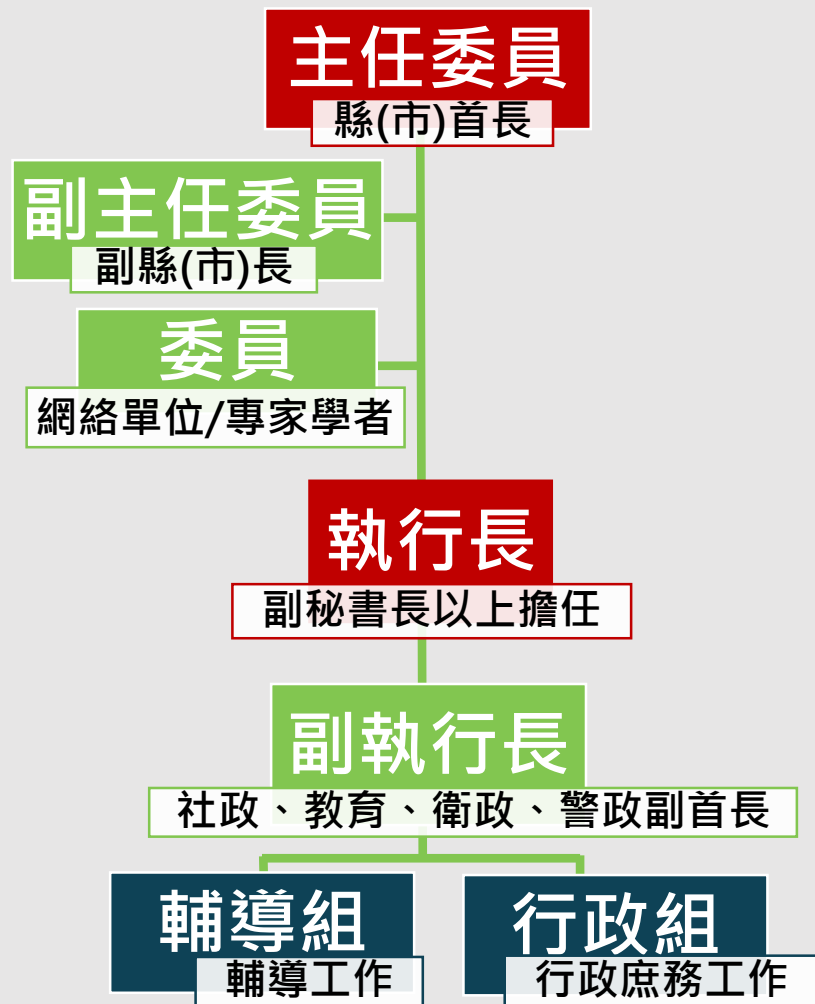 主任委員
縣(市)首長
副主任委員
副縣(市)長
委員
網絡單位/專家學者
執行長
副秘書長以上擔任
副執行長
社政、教育、衛政、警政副首長
輔導組
輔導工作
行政組
行政庶務工作